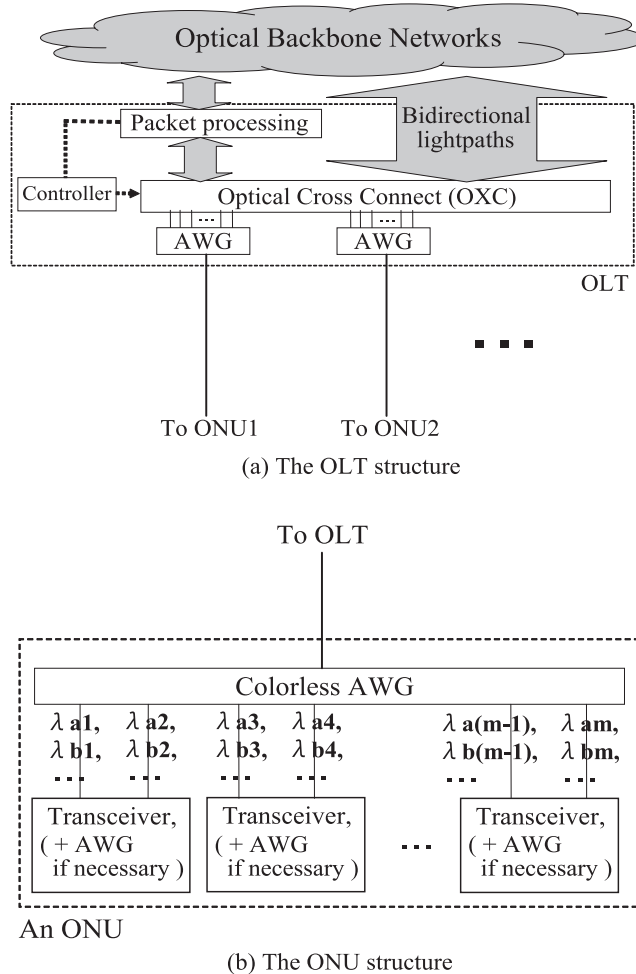 Optical Backbone Networks
Packet processing
Bidirectional
lightpaths
Controller
Optical Cross Connect (OXC)
...
...
AWG
AWG
OLT
...
To ONU1
To ONU2
(a) The OLT structure
To OLT
Colorless AWG
λ a1, λ a2, λ a3, λ a4, λ a(m-1), λ am,
λ b1, λ b2, λ b3, λ b4, λ b(m-1), λ bm,
... ... ... ... ... ...
Transceiver,
( + AWG
if necessary )
Transceiver,
( + AWG
if necessary )
...
Transceiver,
( + AWG
if necessary )
An ONU
(b) The ONU structure